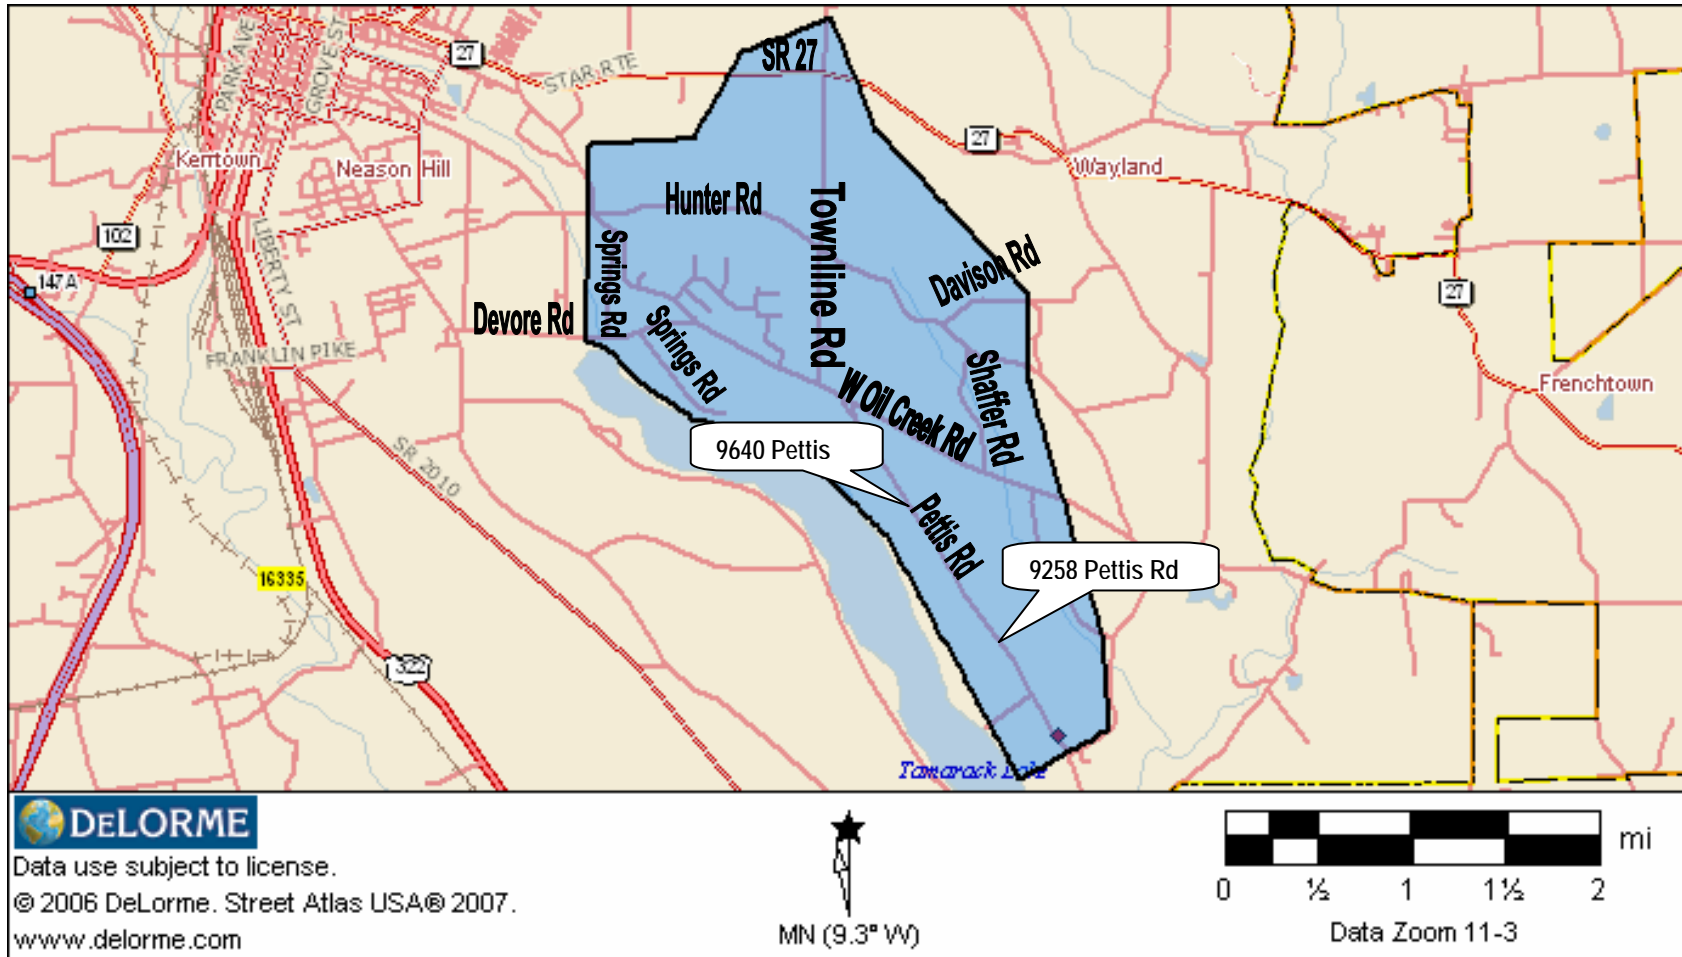 PARK AVE
GROVE ST
27
STAR RTE
SR 27
27
Wayland
Kerrtown
Neason Hill
Hunter Rd
Townline Rd
102
LIBERTY ST
Springs Rd
Davison Rd
147A
27
Devore Rd
Springs Rd
FRANKLIN PIKE
Shaffer Rd
Frenchtown
W Oil Creek Rd
9640 Pettis
SR 2010
Pettis Rd
9258 Pettis Rd
16335
322
Tamarack Lake
DELORME
Data use subject to license.
© 2006 DeLorme. Street Atlas USA® 2007.
www.delorme.com
MN (9.3° W)
mi
0 ½ 1 1½ 2
Data Zoom 11-3